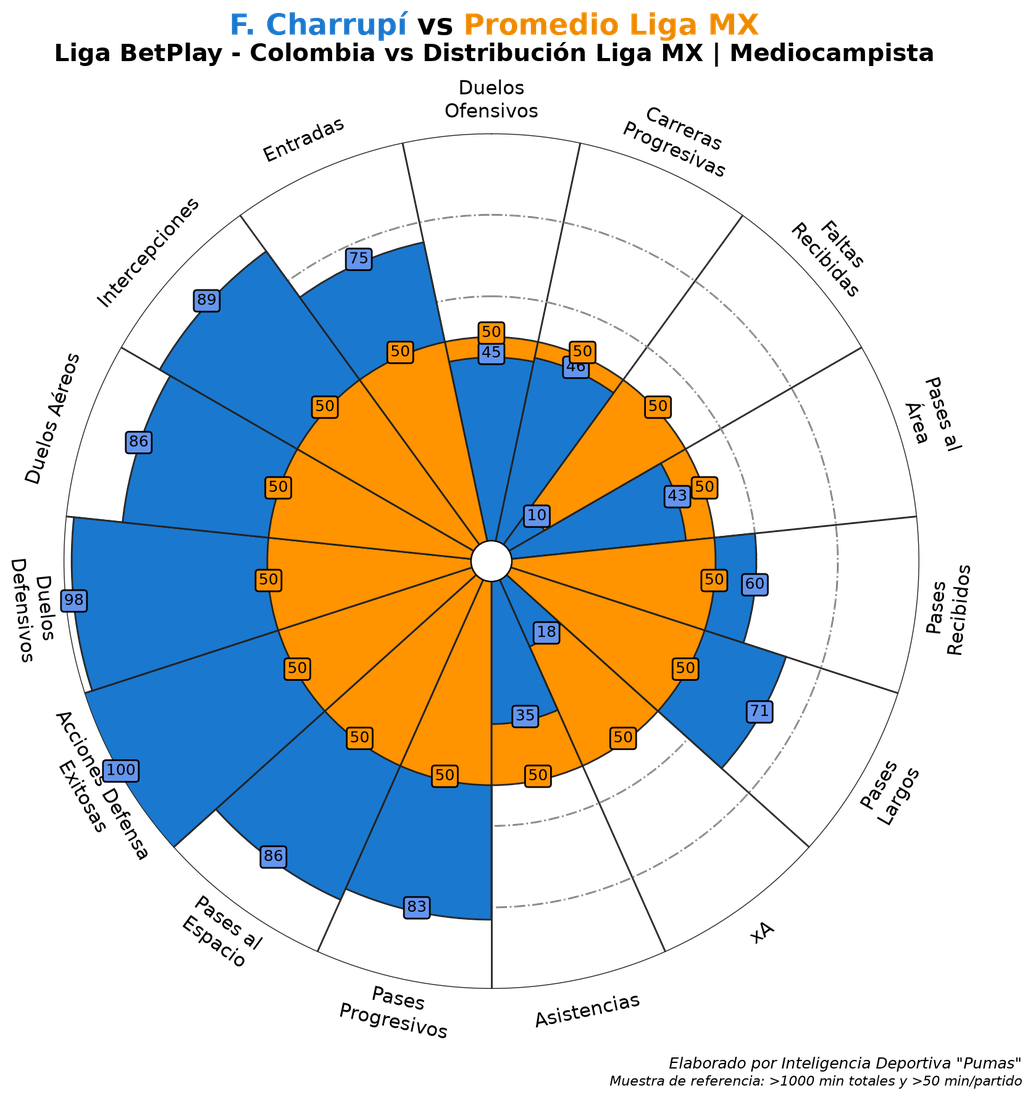 F. Charrupí vs Promedio Liga MX
Liga BetPlay - Colombia vs Distribución Liga MX | Mediocampista
Duelos
Ofensivos
45
50
Carreras
Progresivas
46
50
Faltas
Recibidas
10
50
Pases al
Área
43
50
Pases
Recibidos
60
50
Pases
Largos
71
50
xA
18
50
Asistencias
35
50
Pases
Progresivos
83
50
Pases al
Espacio
86
50
Acciones Defensa
Exitosas
100
50
Duelos
Defensivos
98
50
Duelos Aéreos
86
50
Intercepciones
89
50
Entradas
75
50
Elaborado por Inteligencia Deportiva "Pumas"
Muestra de referencia: >1000 min totales y >50 min/partido